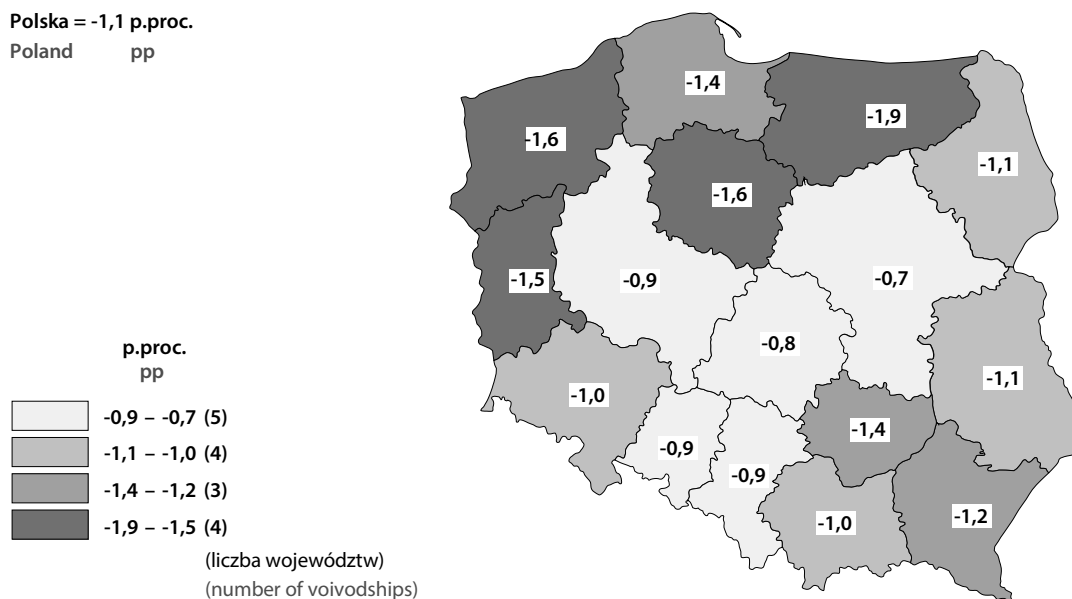 Polska = -1,1 p.proc.
Poland pp
-1,4
-1,9
-1,6
-1,1
-1,6
-1,5
-0,9
-0,7
-0,8
-1,1
-1,0
-1,4
-0,9
-0,9
-1,2
-1,0
p.proc.
pp
-0,9 – -0,7 (5)
-1,1 – -1,0 (4)
-1,4 – -1,2 (3)
-1,9 – -1,5 (4)
(liczba województw)
(number of voivodships)